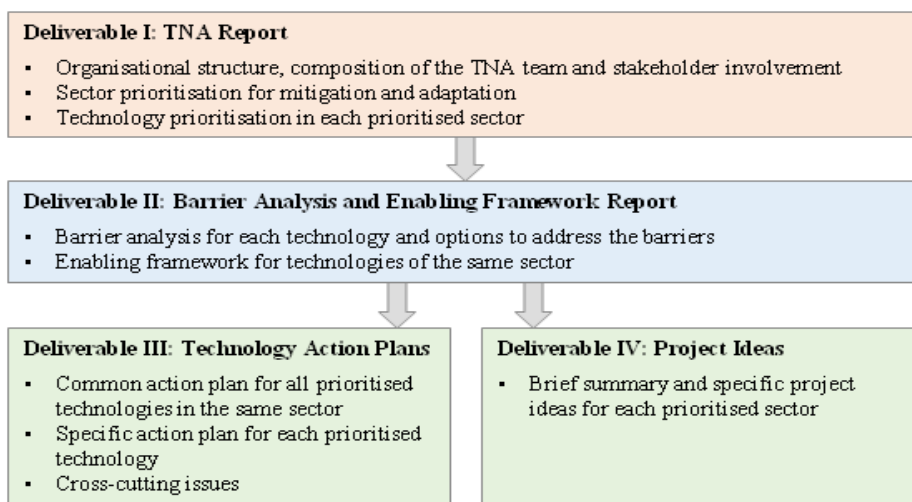 Deliverable I: TNA Report
▪ Organisational structure, composition of the TNA team and stakeholder involvement
▪ Sector prioritisation for mitigation and adaptation
▪ Technology prioritisation in each prioritised sector
Deliverable II: Barrier Analysis and Enabling Framework Report
▪ Barrier analysis for each technology and options to address the barriers
▪ Enabling framework for technologies of the same sector
Deliverable III: Technology Action Plans
▪ Common action plan for all prioritised
technologies in the same sector
▪ Specific action plan for each prioritised
technology
▪ Cross-cutting issues
Deliverable IV: Project Ideas
▪ Brief summary and specific project
ideas for each prioritised sector